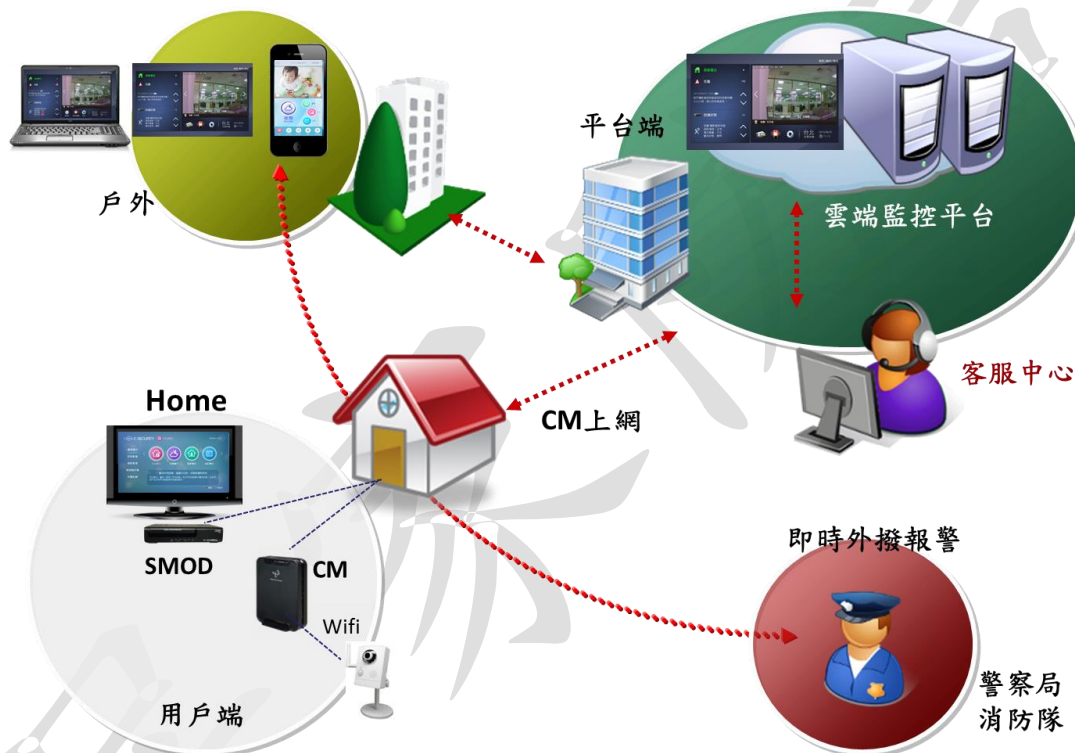 平台端
戶外
雲端監控平台
客服中心
Home
CM上網
SMOD
CM
Wifi
用戶端
即時外撥報警
警察局
消防隊